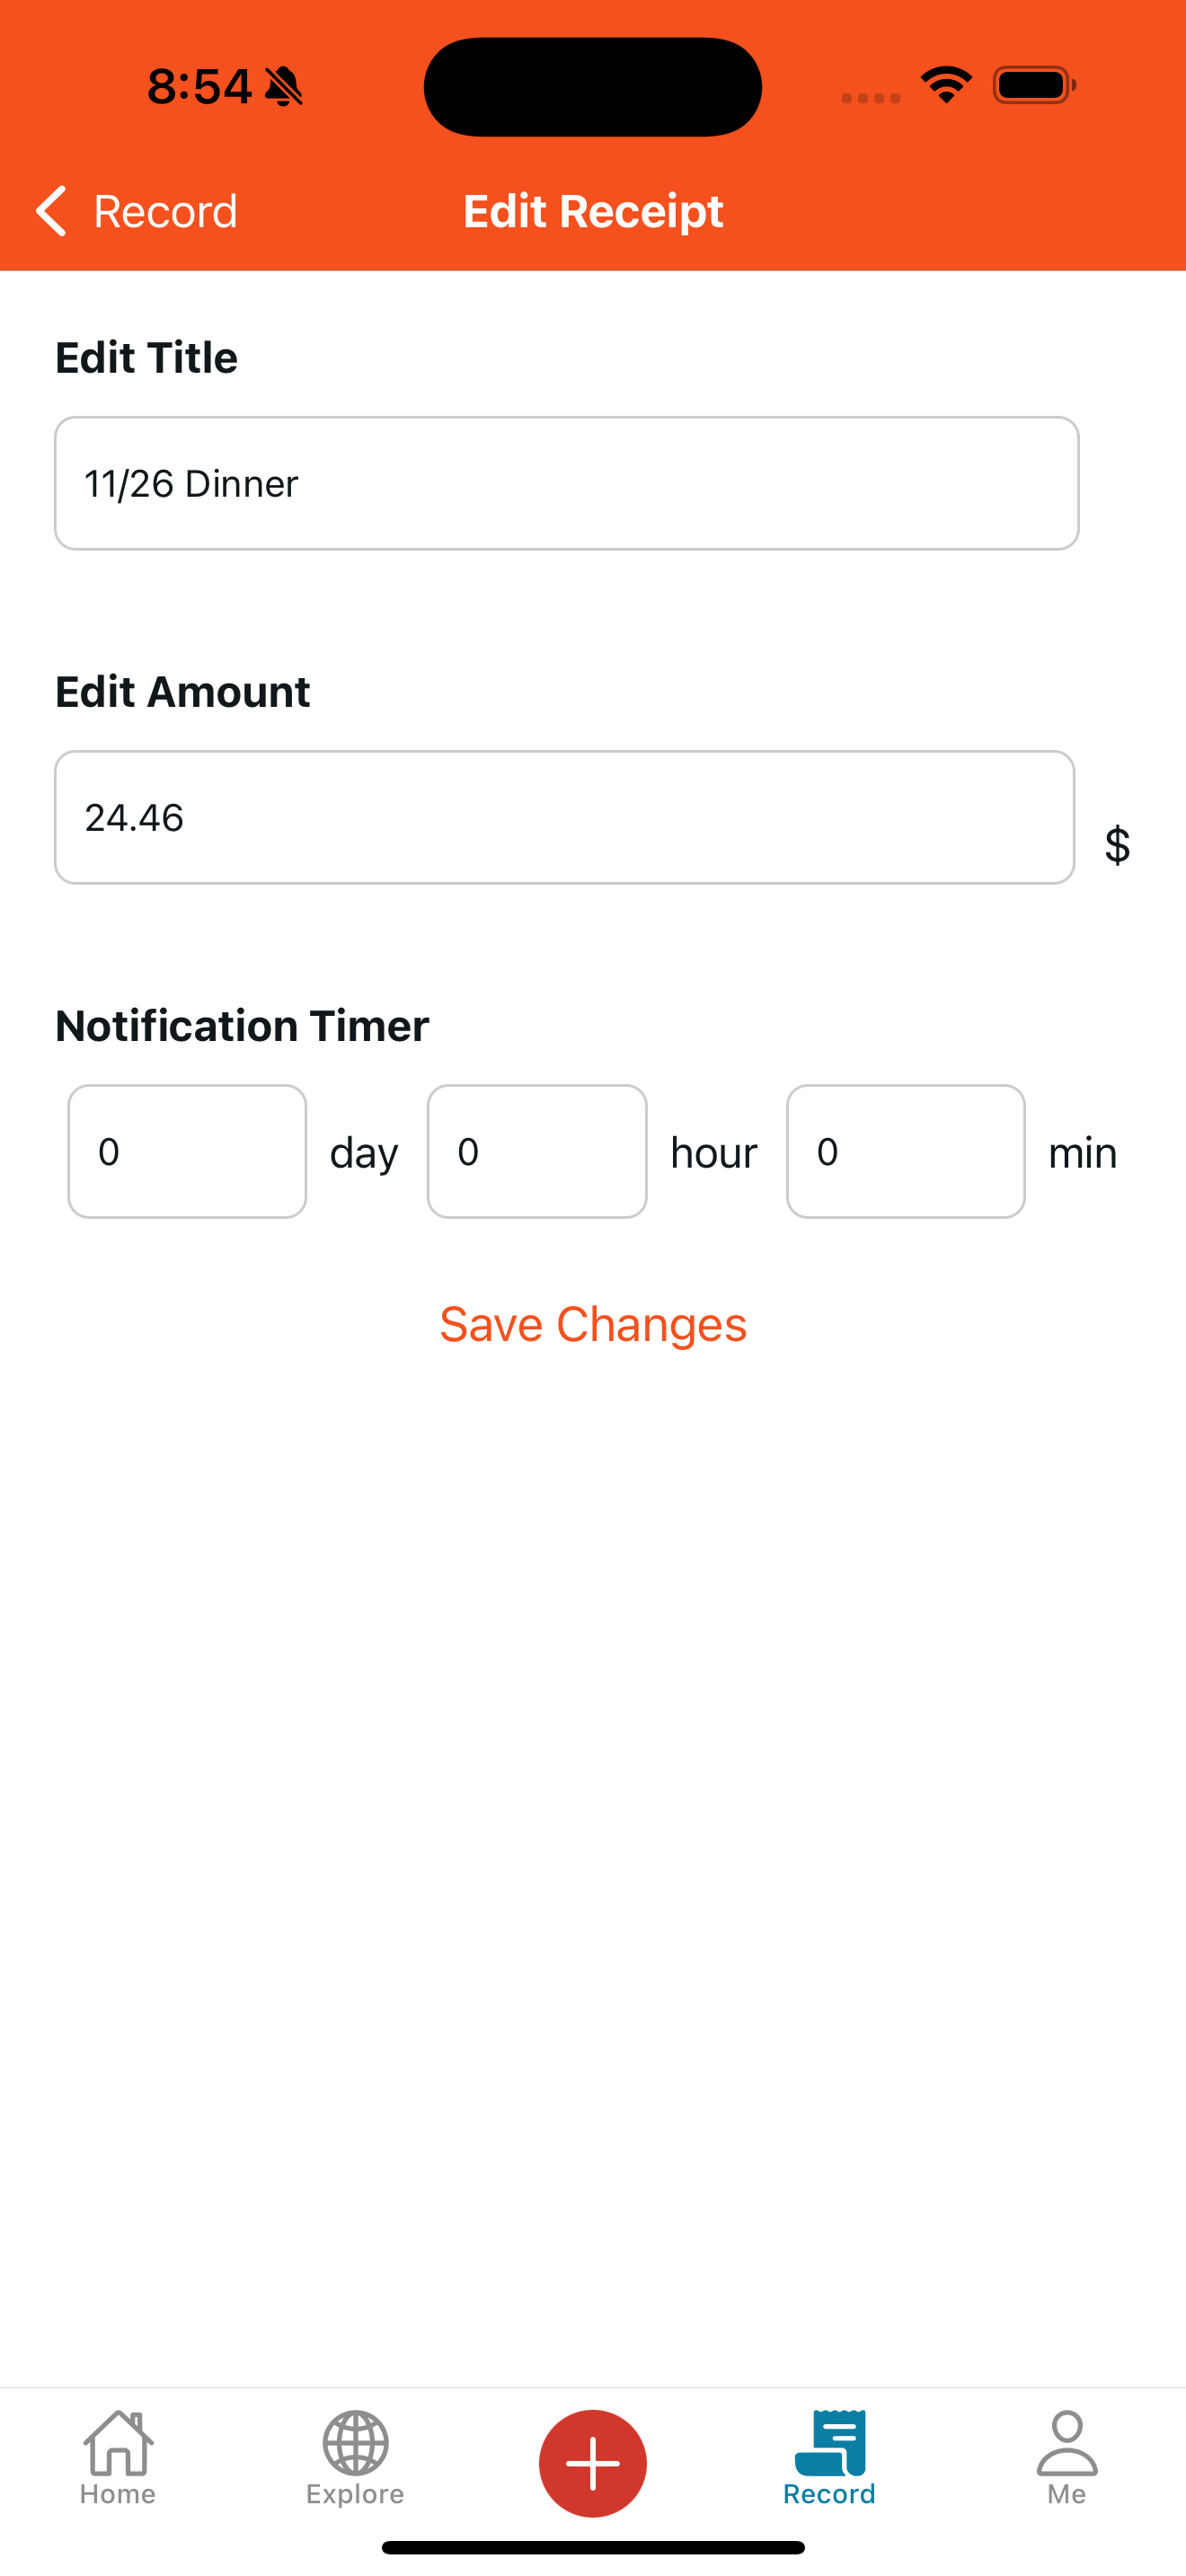 8:54
Record Edit Receipt
Edit Title
11/26 Dinner
Edit Amount
24.46
$
Notification Timer
0 day 0 hour 0 min
Save Changes
Home Explore Record Me